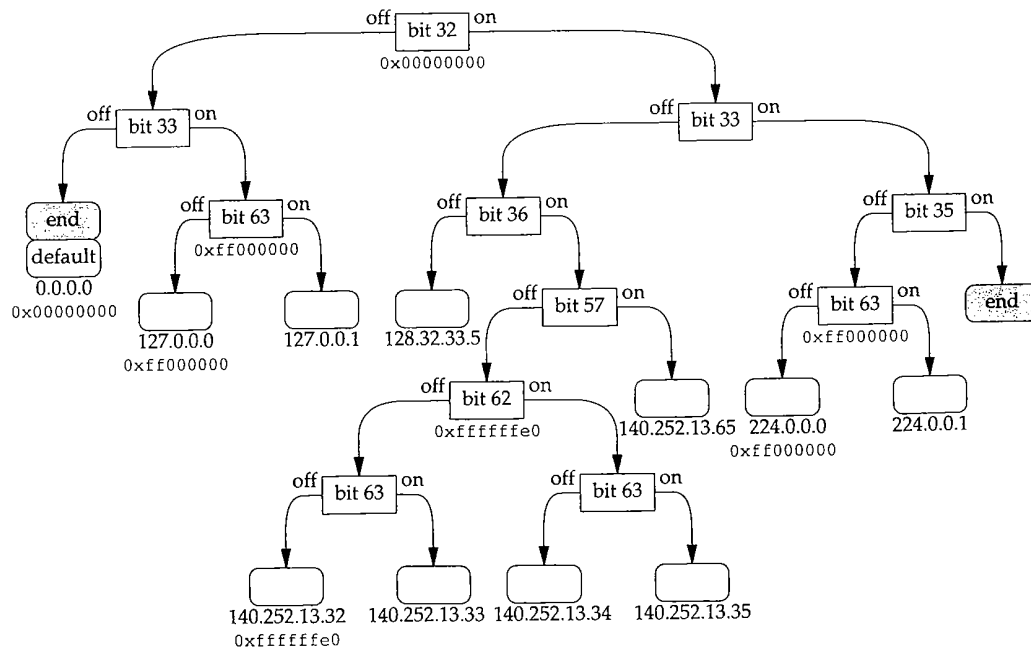 off bit 32 on
0x00000000
off bit 33 on
off bit 33 on
end
default
0.0.0.0
0x00000000
off bit 63 on
0xff000000
off bit 36 on
off bit 35 on
127.0.0.0
0xff000000
127.0.0.1
128.32.33.5
off bit 57 on
off bit 63 on
0xff000000
end
off bit 62 on
0xffffffe0
140.252.13.65
224.0.0.0
0xff000000
224.0.0.1
off bit 63 on
off bit 63 on
140.252.13.32
0xffffffe0
140.252.13.33
140.252.13.34
140.252.13.35